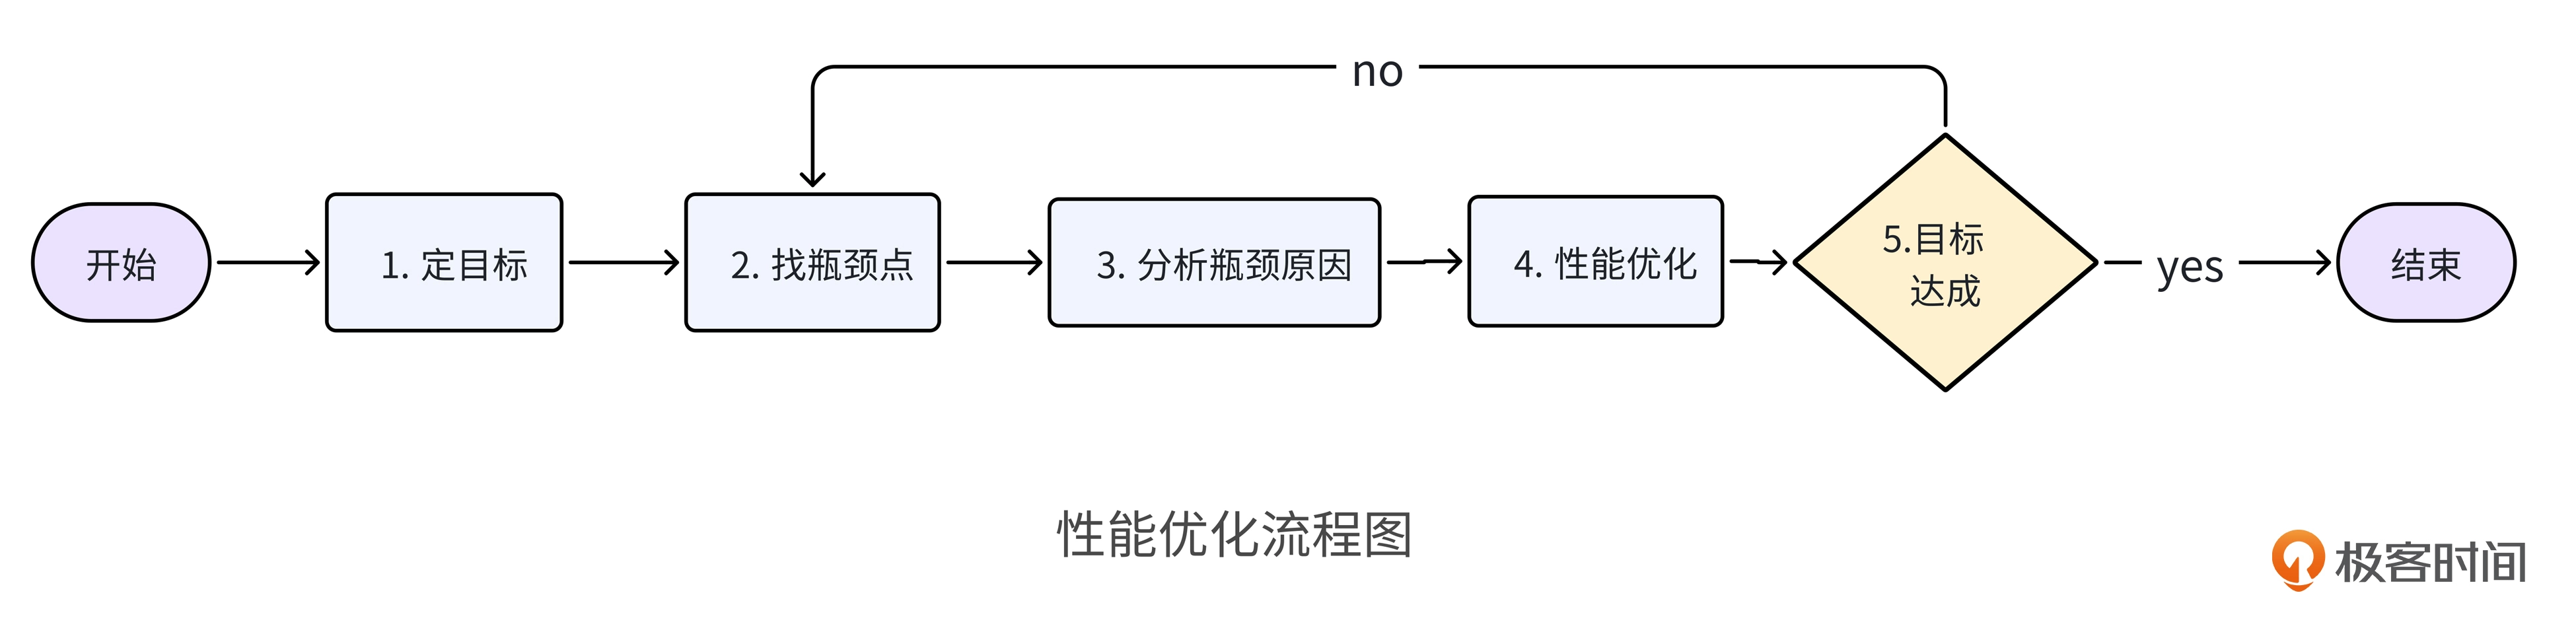 no
开始
1. 定目标
2. 找瓶颈点
3. 分析瓶颈原因
4. 性能优化
5.目标
达成
yes
结束
性能优化流程图
极客时间